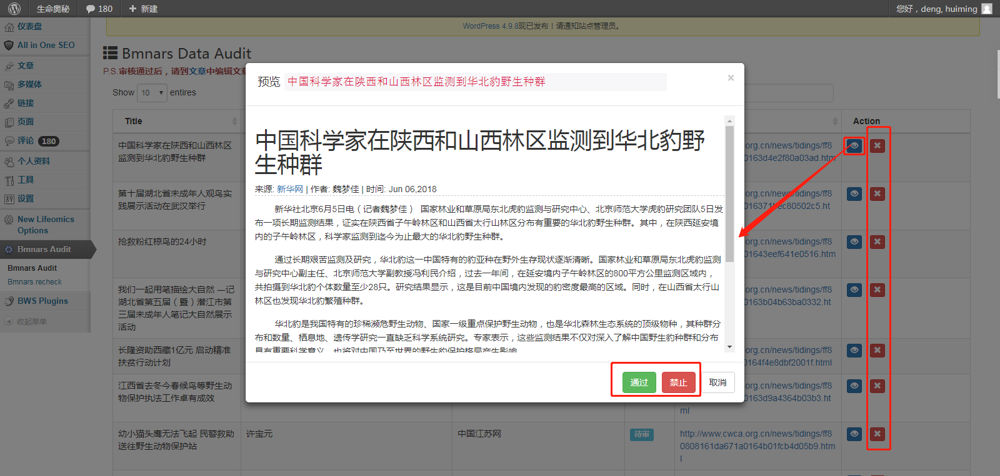 生命奥秘
180
新建
您好，deng, huiming
仪表盘
All in One SEO
文章
多媒体
链接
页面
评论 180
个人资料
工具
设置
New Lifeomics
Options
Bmnars Audit
Bmnars Audit
Bmnars recheck
BWS Plugins
收起菜单
WordPress 4.9.8现已发布！请通知站点管理员。
Bmnars Data Audit
P.S.审核通过后，请到文章中编辑文章
Show 10 entires
Title
Action
中国科学家在陕西和山西林区
监测到华北豹野生种群
org.cn/news/tidings/ff8
0163d4e2f80a03ad.htm
第十届湖北省未成年人观鸟实
践展示活动在武汉举行
.org.cn/news/tidings/ff8
抢救粉红椋鸟的24小时
.org.cn/news/tidings/ff8
01643eef641e0516.htm
我们一起用笔描绘大自然 —记
湖北省第五届（暨）潜江市第
三届未成年人笔记大自然展示
活动
.org.cn/news/tidings/ff8
0163b04b63ba0332.ht
长隆资助西藏1亿元 启动精准
扶贫行动计划
.org.cn/news/tidings/ff8
0164f4e8dbf2001f.html
江西省去冬今春候鸟等野生动
物保护执法工作卓有成效
.org.cn/news/tidings/ff8
0163d9a4364b03b3.ht
ml
幼小猫头鹰无法飞起 民警救助
送往野生动物保护站
许宝元
中国江苏网
待审
http://www.cwca.org.cn/news/tidings/ff8
0808161da671a0164b01fcb4d05b9.htm
l
预览 中国科学家在陕西和山西林区监测到华北豹野生种群
×
中国科学家在陕西和山西林区监测到华北豹野
生种群
来源: 新华网 | 作者: 魏梦佳 | 时间: Jun 06,2018
新华社北京6月5日电（记者魏梦佳） 国家林业和草原局东北虎豹监测与研究中心、北京师范大学虎豹研究团队5日发
布一项长期监测结果，证实在陕西省子午岭林区和山西省太行山林区分布有重要的华北豹野生种群。其中，在陕西延安境
内的子午岭林区，科学家监测到迄今为止最大的华北豹野生种群。
通过长期艰苦监测及研究，华北豹这一中国特有的豹亚种在野外生存现状逐渐清晰。国家林业和草原局东北虎豹监测
与研究中心副主任、北京师范大学副教授冯利民介绍，过去一年间，在延安境内子午岭林区的800平方公里监测区域内，
共拍摄到华北豹个体数量至少28只。研究结果显示，这是目前中国境内发现的豹密度最高的区域。同时，在山西省太行山
林区也发现华北豹繁殖种群。
华北豹是我国特有的珍稀濒危野生动物、国家一级重点保护野生动物，也是华北森林生态系统的顶级物种，其种群分
布和数量、栖息地、遗传学研究一直缺乏科学系统研究。专家表示，这些监测结果不仅对深入了解中国野生豹种群和分布
具有重要科学意义，也将对中国乃至世界的野生豹保护格局产生影响。
通过
禁止
取消